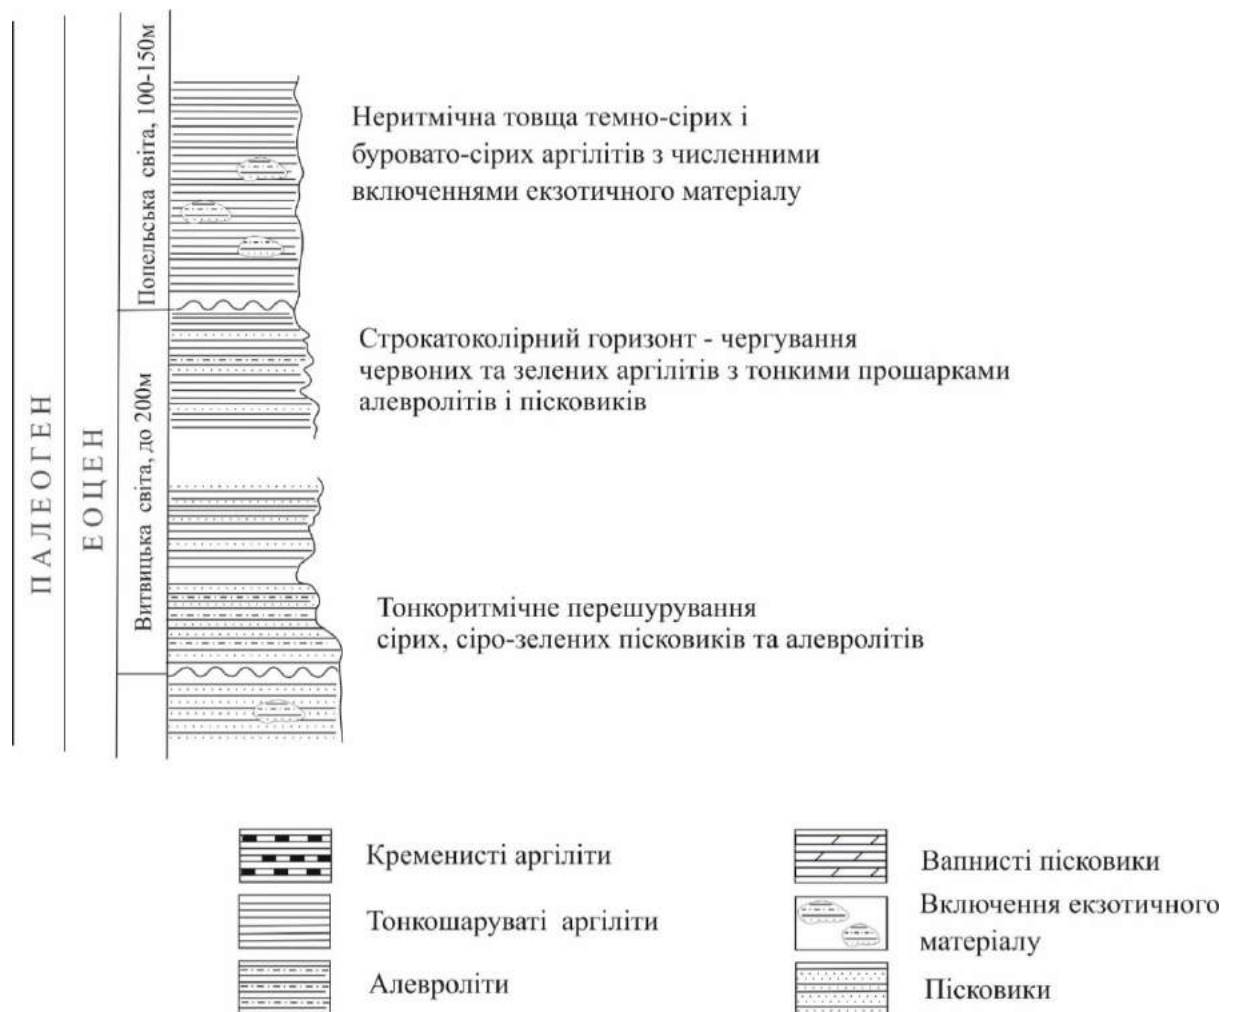 ПАЛЕОГЕН
ЕОЦЕН
Попельська світа, 100-150м
Неритмічна товща темно-сірих і
буровато-сірих аргілітів з численними
включеннями екзотичного матеріалу
Витвицька світа, до 200м
Строкатоколірний горизонт - чергування
червоних та зелених аргілітів з тонкими прошарками
алевролітів і пісковиків
Тонкоритмічне перешурування
сірих, сіро-зелених пісковиків та алевролітів
Кременисті аргіліти
Тонкошаруваті аргіліти
Алевроліти
Вапнисті пісковики
Включення екзотичного
матеріалу
Пісковики